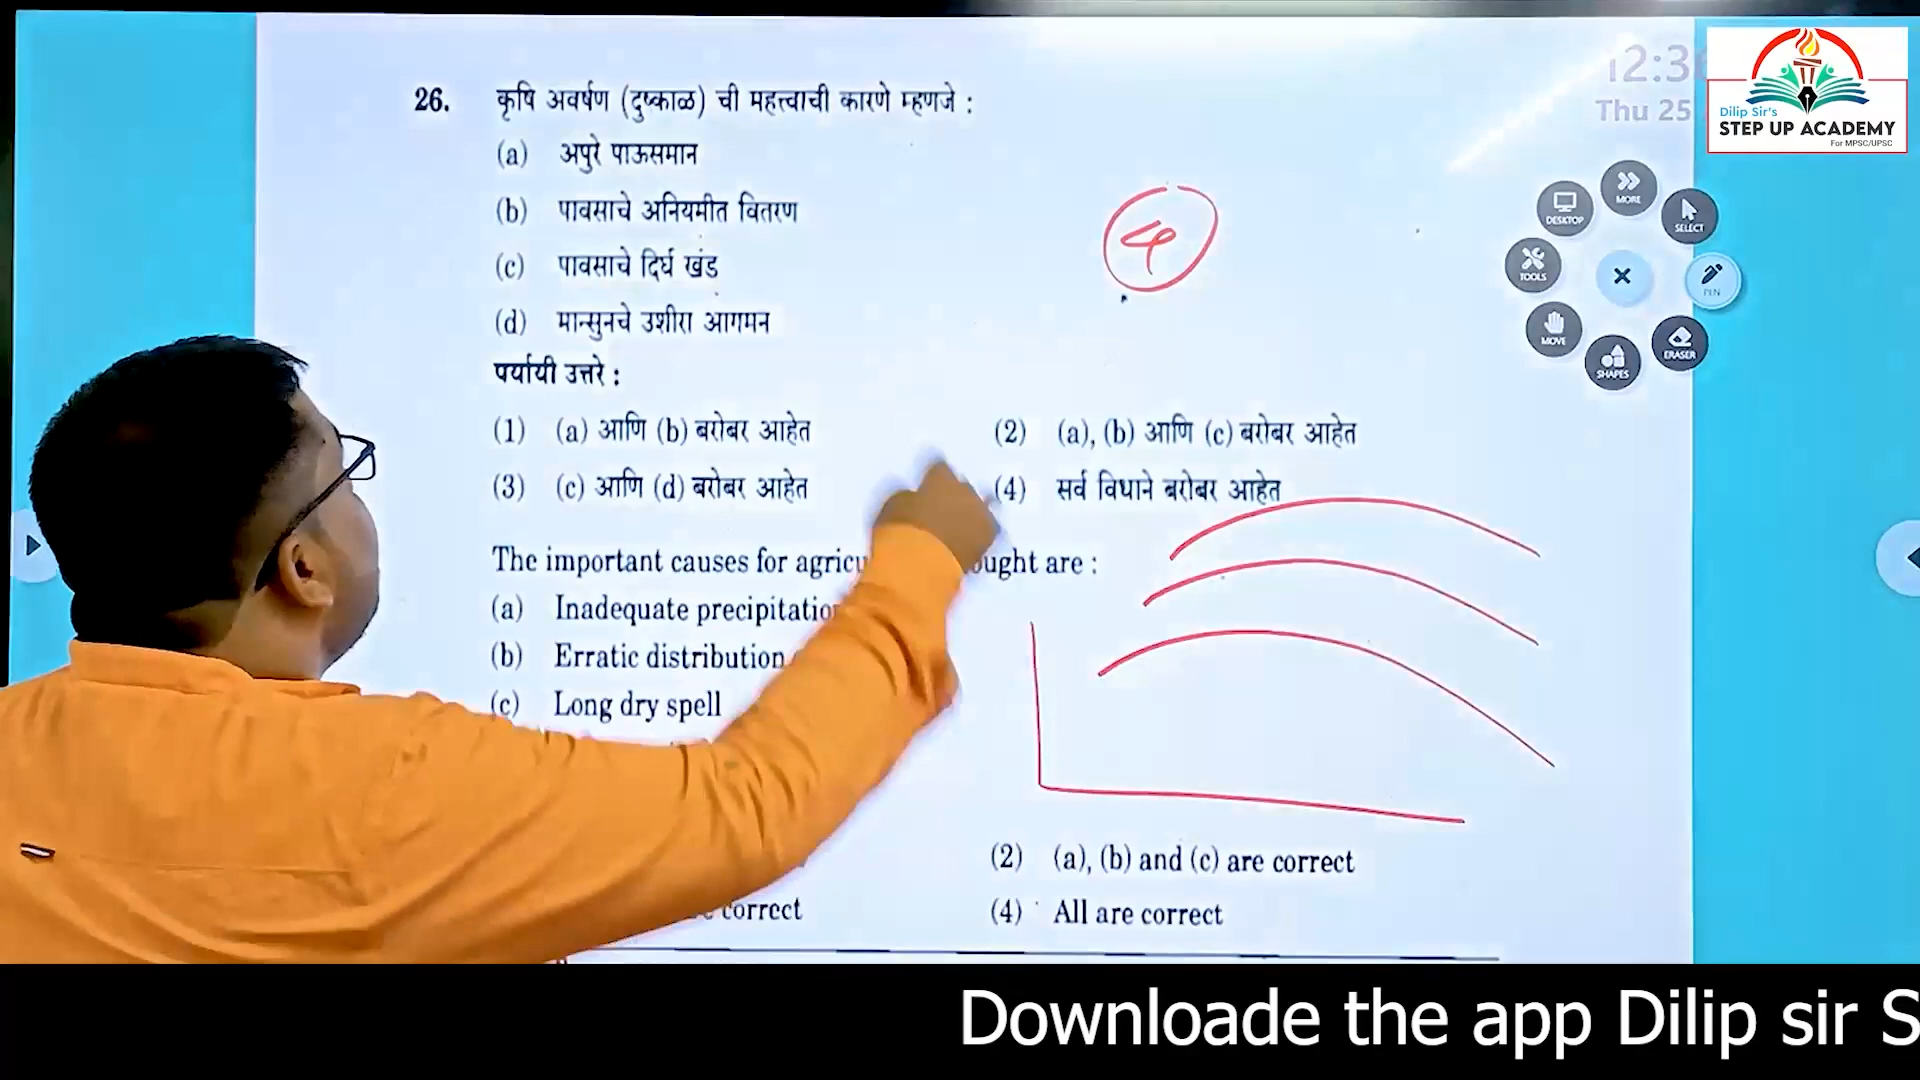 12:3
Thu 25
Dilip Sir's
STEP UP ACADEMY
For MPSC/UPSC
MORE
DESKTOP
SELECT
TOOLS
PEN
MOVE
ERASER
SHAPES
26. कृषि अवर्षण (दुष्काळ) ची महत्त्वाची कारणे म्हणजे :
(a) अपुरे पाऊसमान
(b) पावसाचे अनियमीत वितरण
(c) पावसाचे दिर्घ खंड
(d) मान्सुनचे उशीरा आगमन
4
पर्यायी उत्तरे :
(1) (a) आणि (b) बरोबर आहेत (2) (a), (b) आणि (c) बरोबर आहेत
(3) (c) आणि (d) बरोबर आहेत (4) सर्व विधाने बरोबर आहेत
The important causes for are :
(a) Inadequate
(b) Erratic distribution
(c) Long dry spell
(2) (a), (b) and (c) are correct
correct (4) All are correct
Downloade the app Dilip sir S